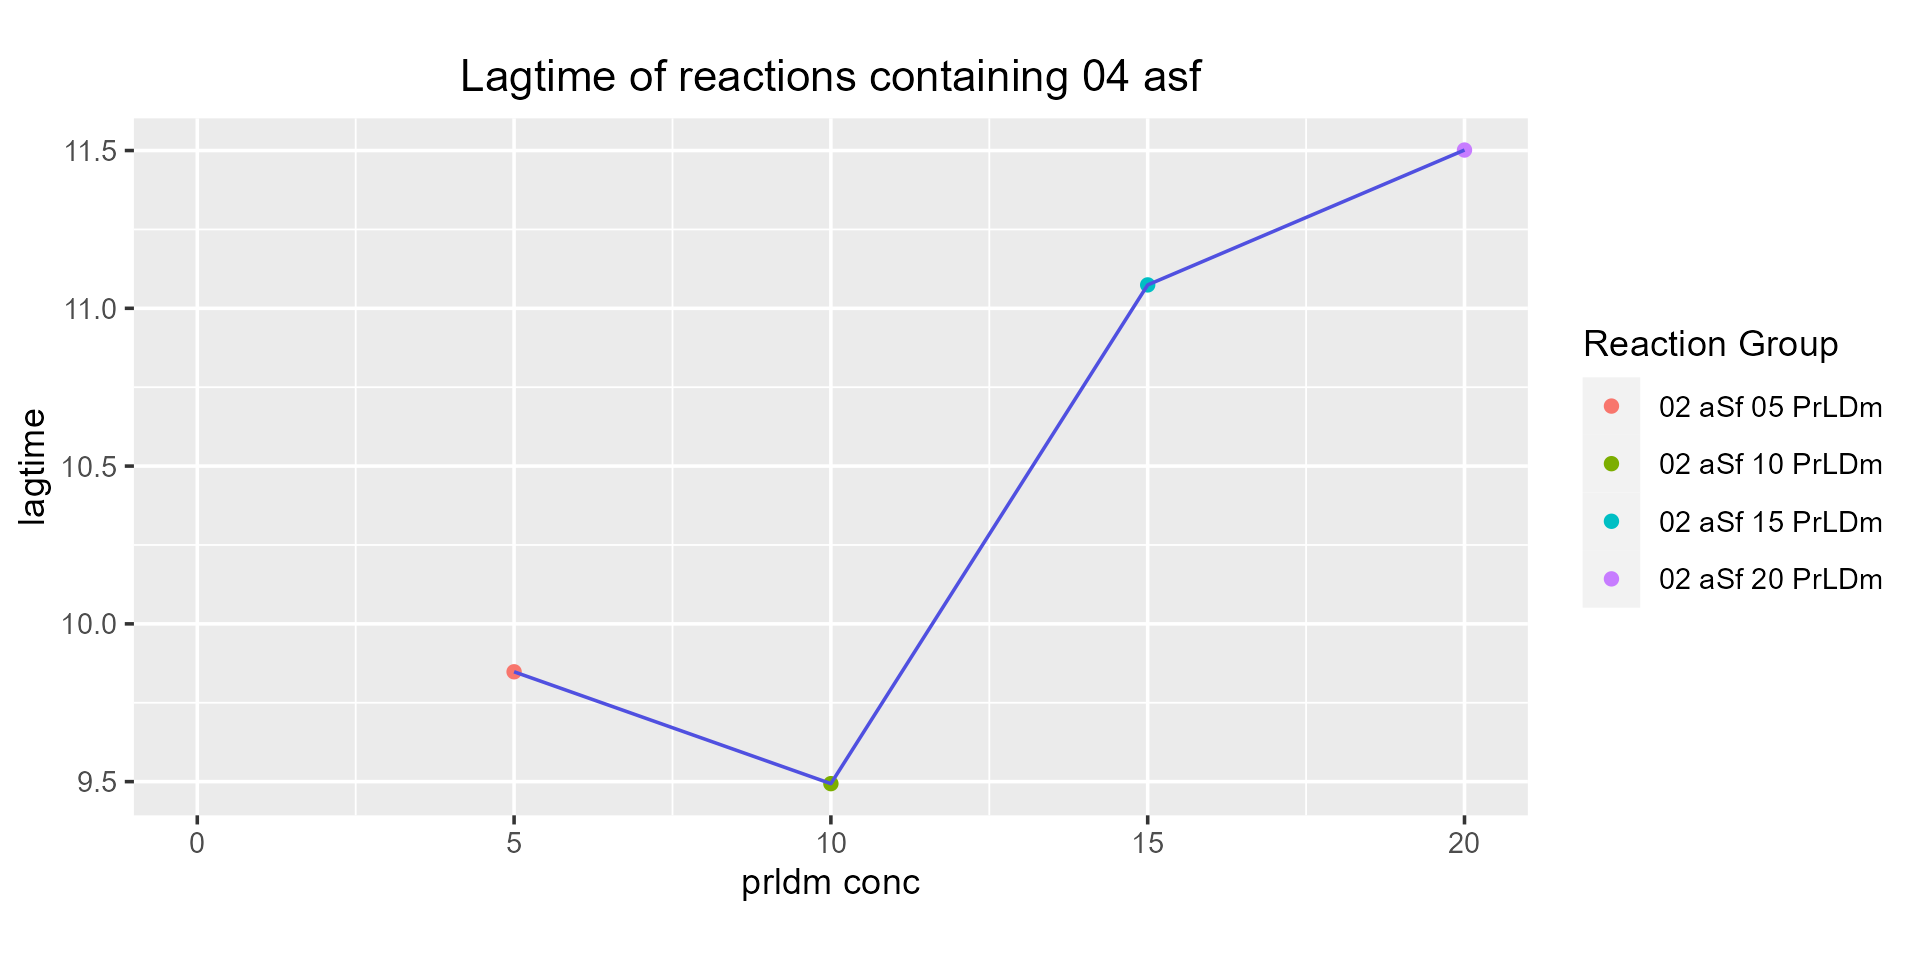 Lagtime of reactions containing 04 asf
11.5
11.0
10.5
10.0
9.5
lagtime
0 5 10 15 20
prldm conc
Reaction Group
02 aSf 05 PrLDm
02 aSf 10 PrLDm
02 aSf 15 PrLDm
02 aSf 20 PrLDm